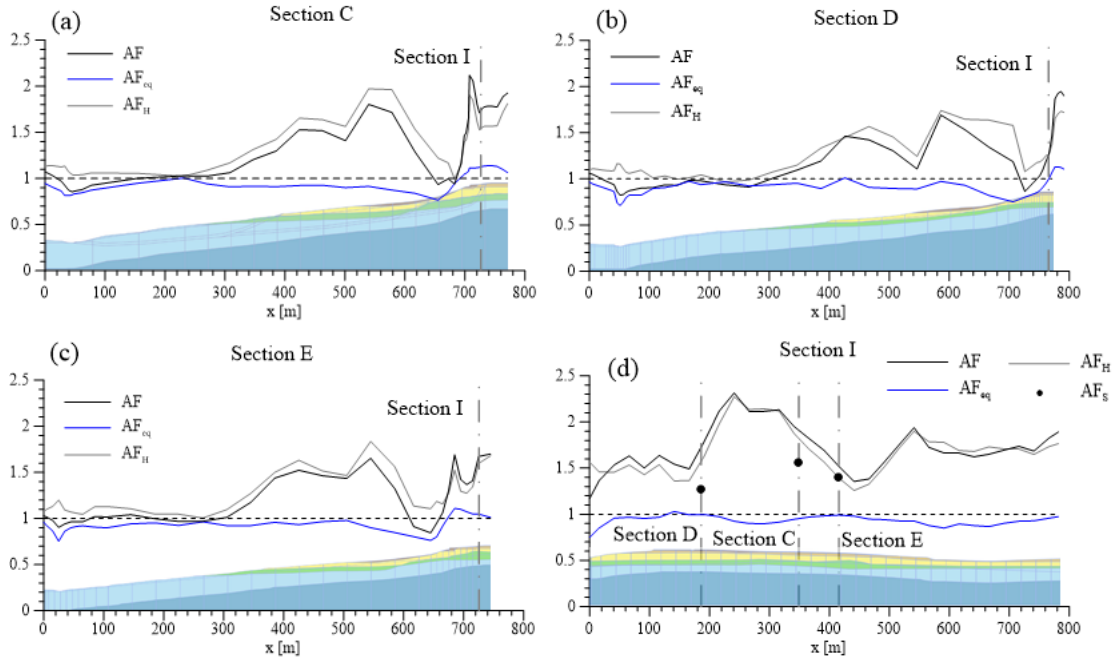 (a)
Section C
2.5
2
1.5
1
0.5
0
AF
AFeq
AFH
Section I
0 100 200 300 400 500 600 700 800
x [m]
(b)
Section D
2.5
2
1.5
1
0.5
0
AF
AFeq
AFH
Section I
0 100 200 300 400 500 600 700 800
x [m]
(c)
Section E
2.5
2
1.5
1
0.5
0
AF
AFeq
AFH
Section I
0 100 200 300 400 500 600 700 800
x [m]
(d)
Section I
AF AFH
AFeq AFS
2.5
2
1.5
1
0.5
0
Section D Section C Section E
0 100 200 300 400 500 600 700 800
x [m]